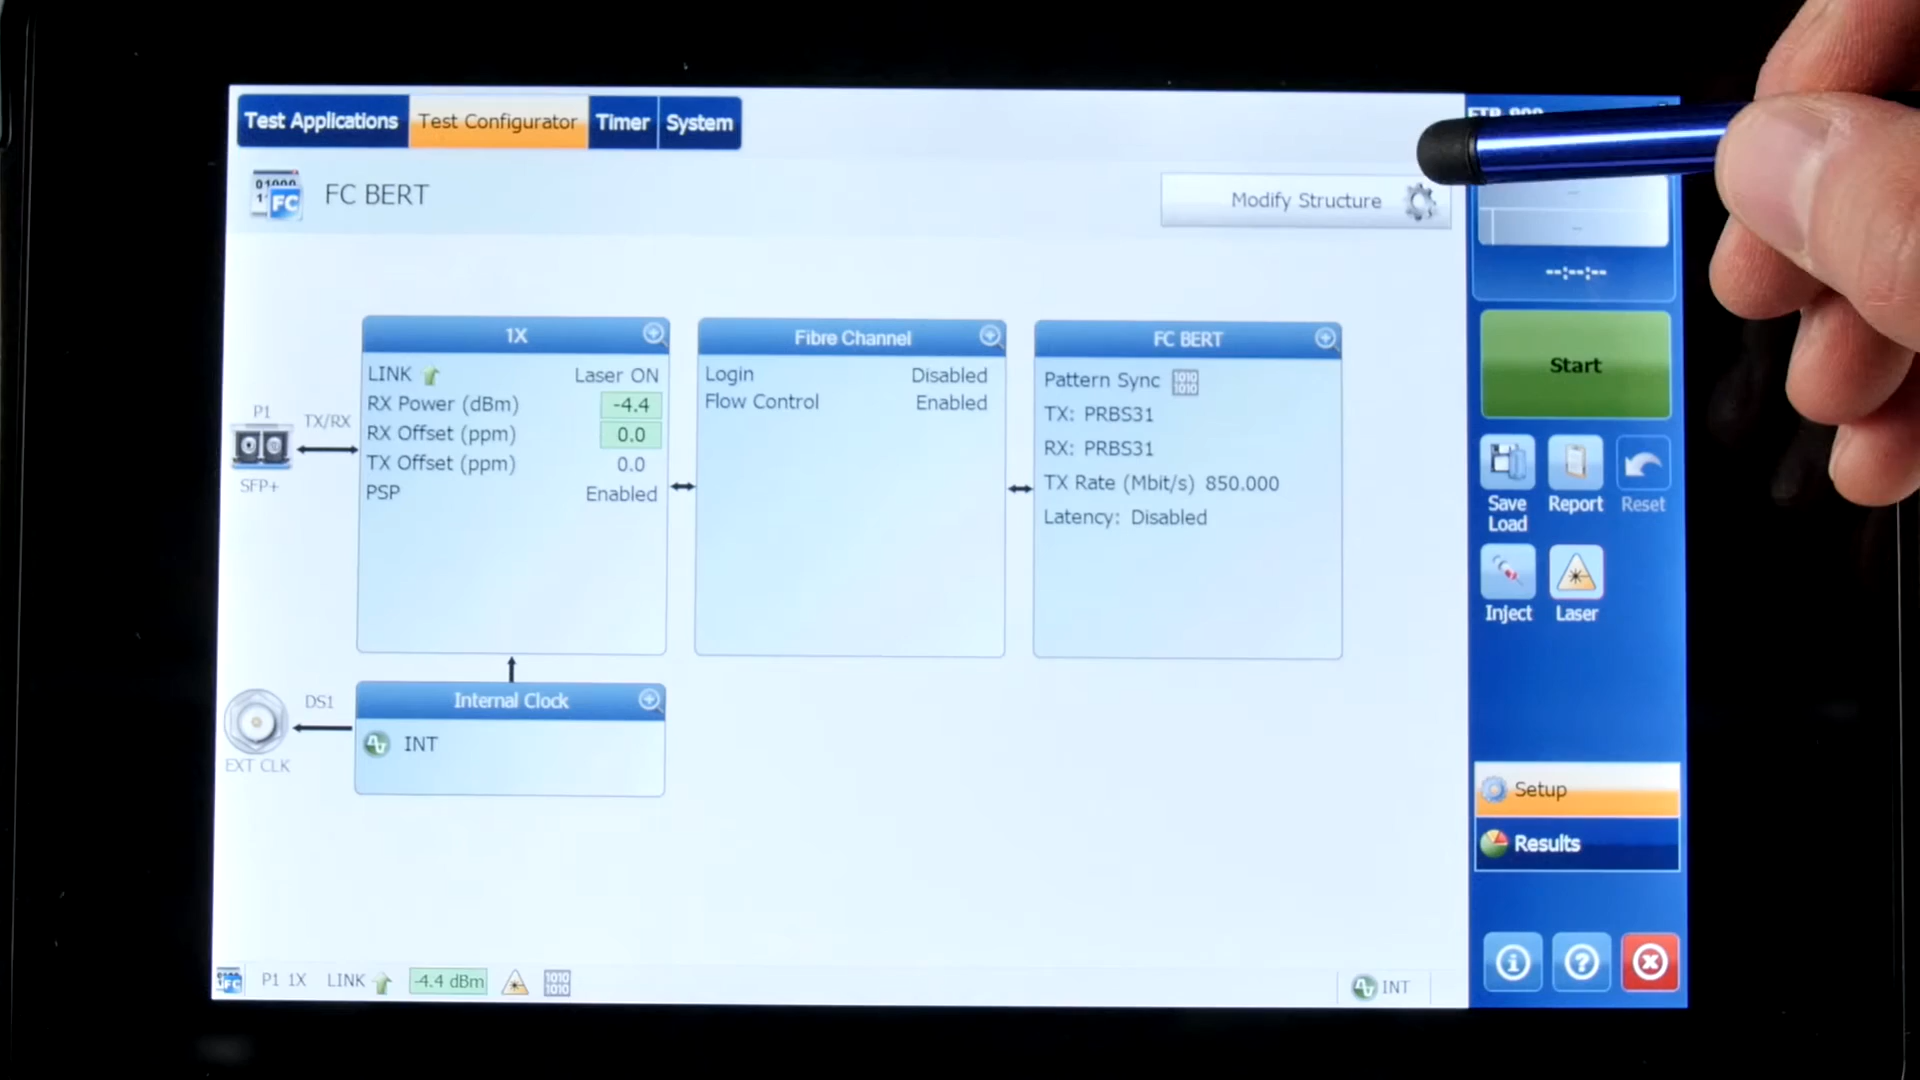 Test Applications Test Configurator Timer System
FC BERT
Modify Structure
--:--:--
1X
LINK Laser ON
RX Power (dBm) -4.4
RX Offset (ppm) 0.0
TX Offset (ppm) 0.0
PSP Enabled
Fibre Channel
Login Disabled
Flow Control Enabled
FC BERT
Pattern Sync 1010 1010
TX: PRBS31
RX: PRBS31
TX Rate (Mbit/s) 850.000
Latency: Disabled
P1
TX/RX
SFP+
Start
Save
Load
Report
Reset
Inject
Laser
Internal Clock
INT
DS1
EXT CLK
Setup
Results
P1 1X LINK -4.4 dBm 1010 1010 INT